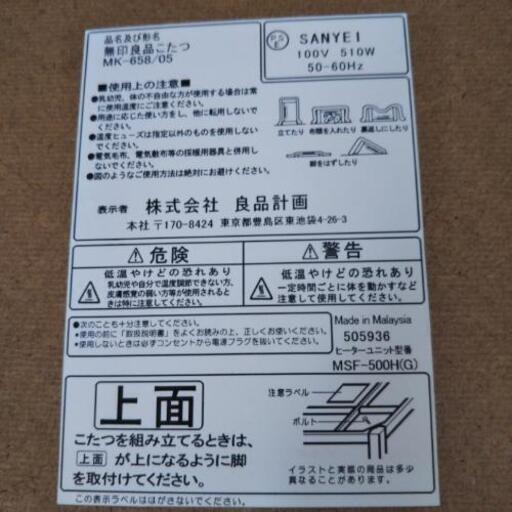 品名及び形名
無印良品こたつ
MK-658/05
PSE
SANYEI
100V 510W
50-60Hz
■使用上の注意■
●乳幼児、体の不自由な方が使用する場合は常
に使用温度にご注意ください。
●用途に応じた使い方をし、他に転用しないで
ください。
●温度ヒューズは指定以外のものを使用しない
でください。
●電気毛布、電気敷布等の採暖用器具と併用し
ないでください。
●図のようなご使用方法は絶対にお避けください。
立てたり 布類を入れたり 裏返しにしたり
脚をはずしたり
表示者 株式会社 良品計画
本社 〒170-8424 東京都豊島区東池袋4-26-3
危険
低温やけどの恐れあり
乳幼児や自分で温度調節できない方、
皮膚感覚の弱い方等が使用されると
きは特に注意してください。
警告
低温やけどの恐れあり
一定時間ごとに体を動かすなど
注意して使用してください。
●次のことも十分注意してください。
●使用の前に「取扱説明書」をよくお読みの上、正しくお使いください。
●使用しないときは必ずコンセントから電源プラグを抜いてください。
Made in Malaysia
505936
ヒーターユニット型番
MSF-500H(G)
上面
こたつを組み立てるときは、
上面 が上になるように脚
を取付けてください。
この表示ラベルははがさないでください。
注意ラベル
ボルト
イラストと実際の商品は多少
異なることがあります。